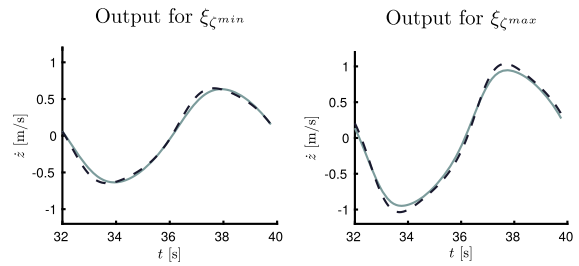 Output for ξ_{ζ^{min}}
1
0.5
0
-0.5
-1
ż [m/s]
32 34 36 38 40
t [s]
Output for ξ_{ζ^{max}}
1
0.5
0
-0.5
-1
ż [m/s]
32 34 36 38 40
t [s]